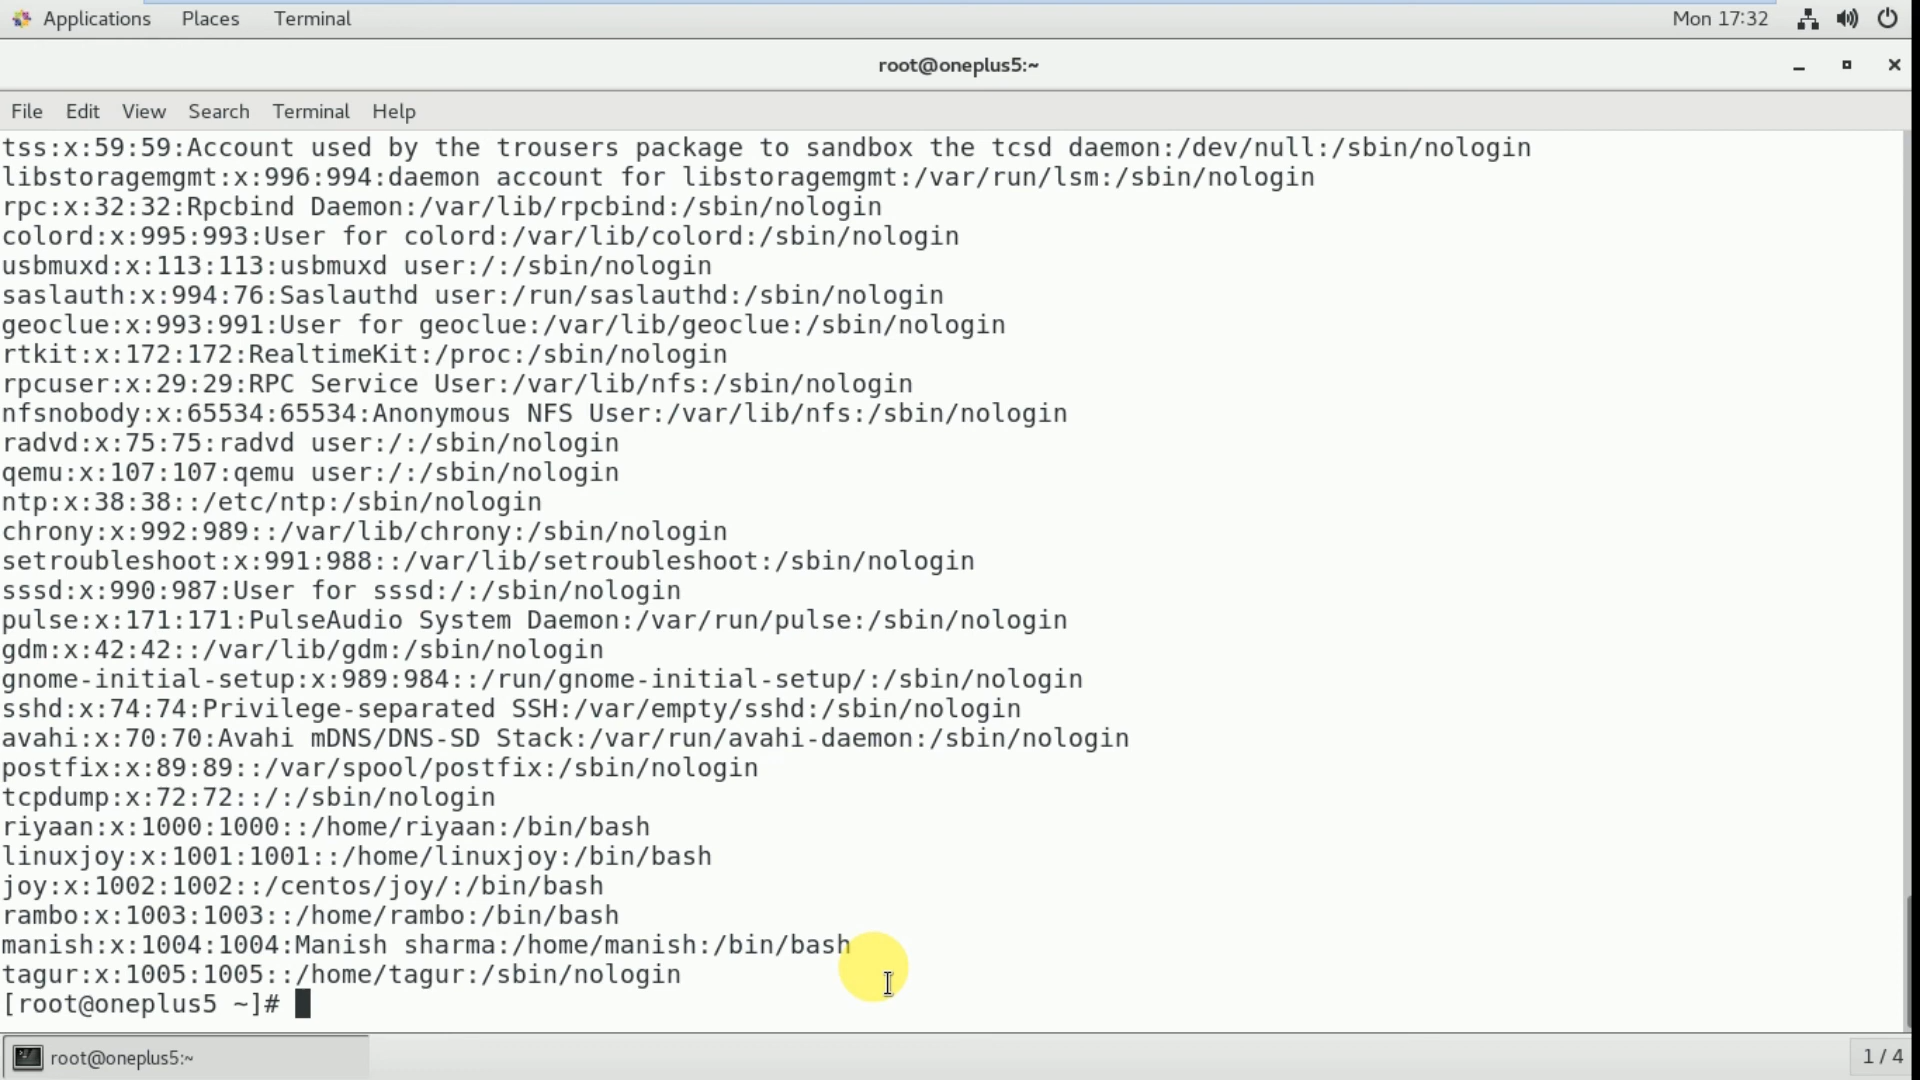 Applications Places Terminal Mon 17:32
root@oneplus5:~
File Edit View Search Terminal Help
tss:x:59:59:Account used by the trousers package to sandbox the tcsd daemon:/dev/null:/sbin/nologin
libstoragemgmt:x:996:994:daemon account for libstoragemgmt:/var/run/lsm:/sbin/nologin
rpc:x:32:32:Rpcbind Daemon:/var/lib/rpcbind:/sbin/nologin
colord:x:995:993:User for colord:/var/lib/colord:/sbin/nologin
usbmuxd:x:113:113:usbmuxd user:/:/sbin/nologin
saslauth:x:994:76:Saslauthd user:/run/saslauthd:/sbin/nologin
geoclue:x:993:991:User for geoclue:/var/lib/geoclue:/sbin/nologin
rtkit:x:172:172:RealtimeKit:/proc:/sbin/nologin
rpcuser:x:29:29:RPC Service User:/var/lib/nfs:/sbin/nologin
nfsnobody:x:65534:65534:Anonymous NFS User:/var/lib/nfs:/sbin/nologin
radvd:x:75:75:radvd user:/:/sbin/nologin
qemu:x:107:107:qemu user:/:/sbin/nologin
ntp:x:38:38::/etc/ntp:/sbin/nologin
chrony:x:992:989::/var/lib/chrony:/sbin/nologin
setroubleshoot:x:991:988::/var/lib/setroubleshoot:/sbin/nologin
sssd:x:990:987:User for sssd:/:/sbin/nologin
pulse:x:171:171:PulseAudio System Daemon:/var/run/pulse:/sbin/nologin
gdm:x:42:42::/var/lib/gdm:/sbin/nologin
gnome-initial-setup:x:989:984::/run/gnome-initial-setup/:/sbin/nologin
sshd:x:74:74:Privilege-separated SSH:/var/empty/sshd:/sbin/nologin
avahi:x:70:70:Avahi mDNS/DNS-SD Stack:/var/run/avahi-daemon:/sbin/nologin
postfix:x:89:89::/var/spool/postfix:/sbin/nologin
tcpdump:x:72:72::/:/sbin/nologin
riyaan:x:1000:1000::/home/riyaan:/bin/bash
linuxjoy:x:1001:1001::/home/linuxjoy:/bin/bash
joy:x:1002:1002::/centos/joy/:/bin/bash
rambo:x:1003:1003::/home/rambo:/bin/bash
manish:x:1004:1004:Manish sharma:/home/manish:/bin/bash
tagur:x:1005:1005::/home/tagur:/sbin/nologin
[root@oneplus5 ~]#
root@oneplus5:~ 1 / 4